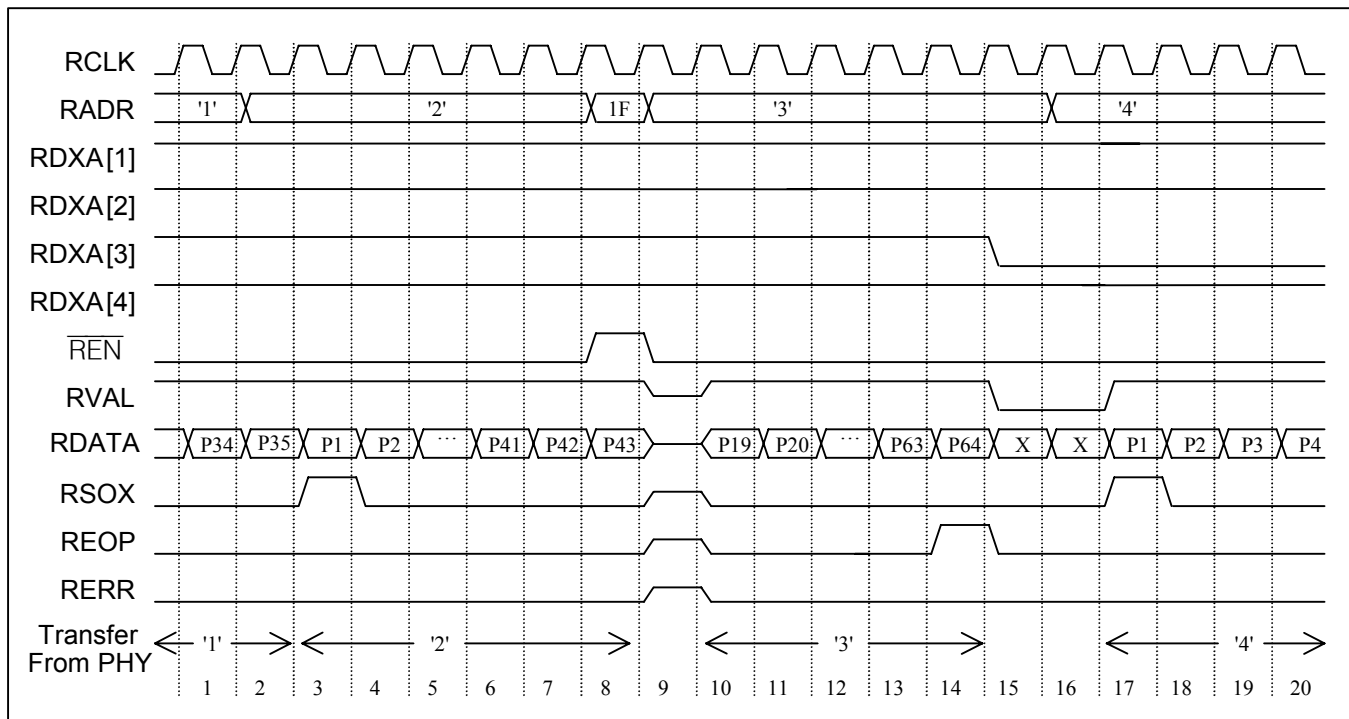 RCLK
RADR '1' '2' 1F '3' '4'
RDXA[1]
RDXA[2]
RDXA[3]
RDXA[4]
REN
RVAL
RDATA P34 P35 P1 P2 ... P41 P42 P43 P19 P20 ... P63 P64 X X P1 P2 P3 P4
RSOX
REOP
RERR
Transfer
From PHY '1' '2' '3' '4'
1 2 3 4 5 6 7 8 9 10 11 12 13 14 15 16 17 18 19 20